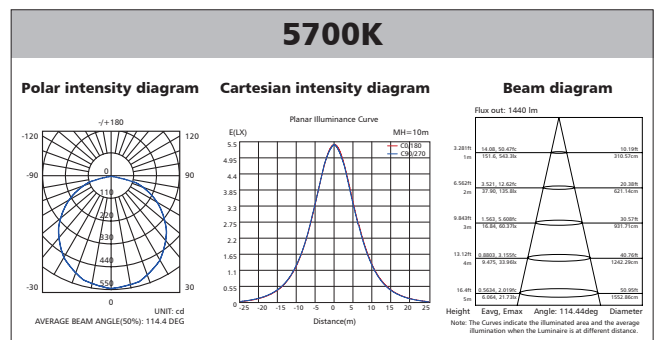 5700K
Polar intensity diagram
-/+180
-120
120
-90
90
0
110
220
330
440
550
-30
30
0
UNIT: cd
AVERAGE BEAM ANGLE(50%): 114.4 DEG
Cartesian intensity diagram
Planar Illuminance Curve
E(LX)
MH=10m
C0/180
C90/270
5.5
4.95
4.4
3.85
3.3
2.75
2.2
1.65
1.1
0.55
0
-25 -20 -15 -10 -5 0 5 10 15 20 25
Distance(m)
Beam diagram
Flux out: 1440 lm
3.281ft 14.08, 50.47fc 10.19ft
1m 151.6, 543.3lx 310.57cm
6.562ft 3.521, 12.62fc 20.38ft
2m 37.90, 135.8lx 621.14cm
9.843ft 1.563, 5.608fc 30.57ft
3m 16.84, 60.37lx 931.71cm
13.12ft 0.8803, 3.155fc 40.76ft
4m 9.475, 33.96lx 1242.29cm
16.4ft 0.5634, 2.019fc 50.95ft
5m 6.064, 21.73lx 1552.86cm
Height Eavg, Emax Angle: 114.44deg Diameter
Note: The Curves indicate the illuminated area and the average
illumination when the Luminaire is at different distance.